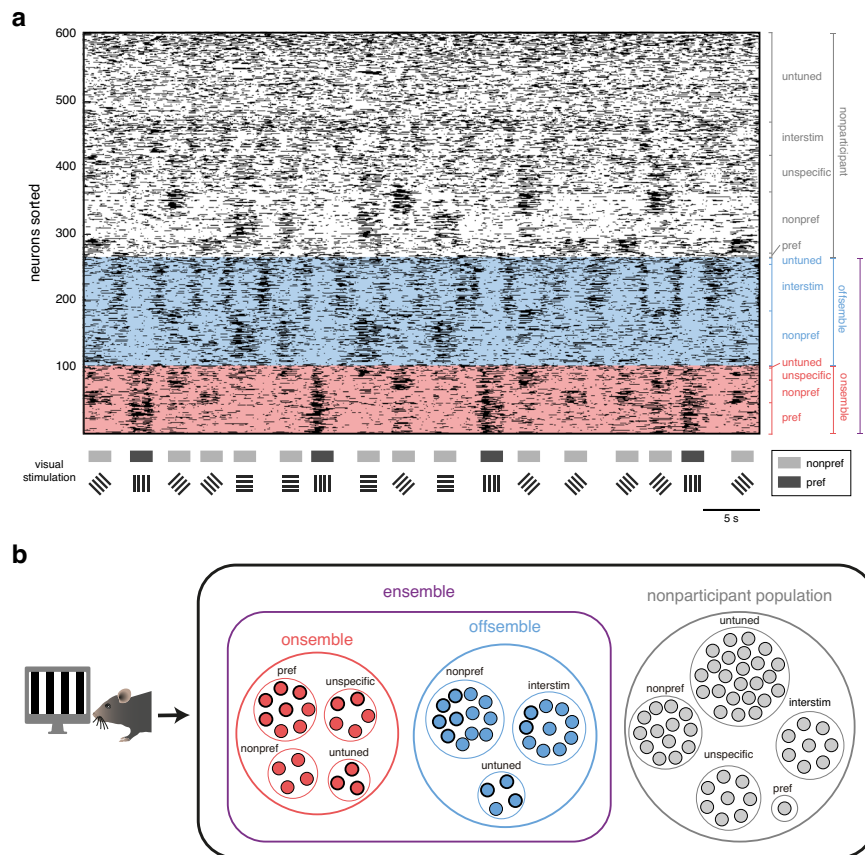 a
600
500
400
300
200
100
neurons sorted
untuned
interstim
unspecific
nonpref
pref
nonparticipant
untuned
interstim
nonpref
offsemble
untuned
unspecific
nonpref
pref
onsemble
visual
stimulation
nonpref
pref
5 s
b
ensemble
nonparticipant population
onsemble
offsemble
pref
unspecific
nonpref
untuned
nonpref
interstim
untuned
untuned
nonpref
interstim
unspecific
pref